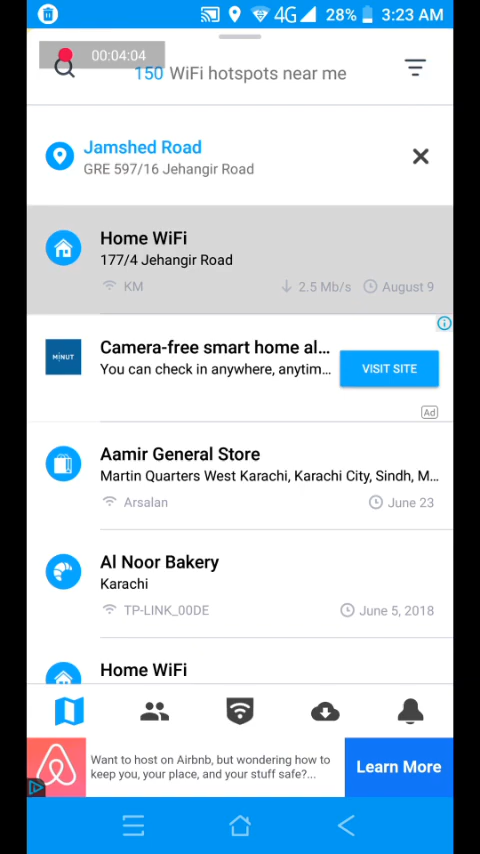 4G 28% 3:23 AM
00:04:04
150 WiFi hotspots near me
Jamshed Road
GRE 597/16 Jehangir Road
Home WiFi
177/4 Jehangir Road
KM 2.5 Mb/s August 9
MINUT
Camera-free smart home al...
You can check in anywhere, anytim...
VISIT SITE
Ad
Aamir General Store
Martin Quarters West Karachi, Karachi City, Sindh, M...
Arsalan June 23
Al Noor Bakery
Karachi
TP-LINK_00DE June 5, 2018
Home WiFi
Want to host on Airbnb, but wondering how to
keep you, your place, and your stuff safe?...
Learn More